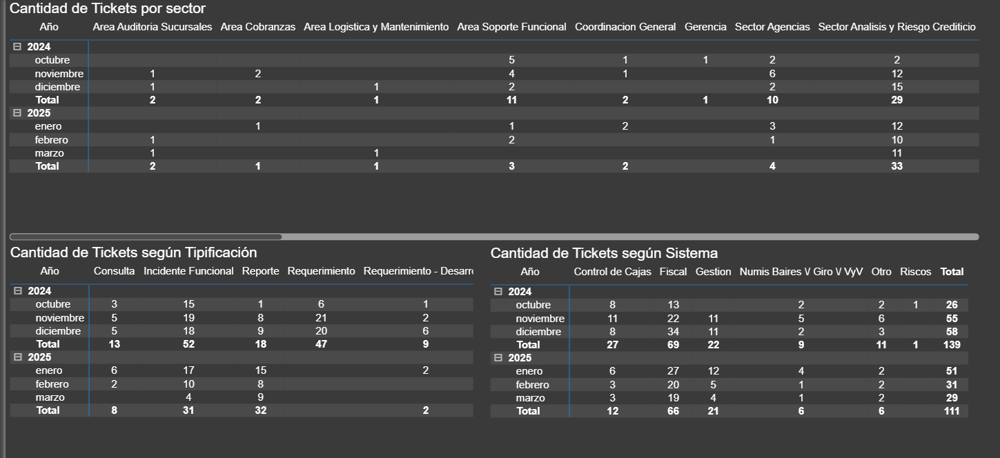 Cantidad de Tickets por sector
Año Area Auditoria Sucursales Area Cobranzas Area Logistica y Mantenimiento Area Soporte Funcional Coordinacion General Gerencia Sector Agencias Sector Analisis y Riesgo Crediticio
2024
octubre 5 1 1 2 2
noviembre 1 2 4 1 6 12
diciembre 1 1 2 2 15
Total 2 2 1 11 2 1 10 29
2025
enero 1 1 2 3 12
febrero 1 2 1 10
marzo 1 1 11
Total 2 1 1 3 2 4 33
Cantidad de Tickets según Tipificación
Año Consulta Incidente Funcional Reporte Requerimiento Requerimiento - Desarr
2024
octubre 3 15 1 6 1
noviembre 5 19 8 21 2
diciembre 5 18 9 20 6
Total 13 52 18 47 9
2025
enero 6 17 15 2
febrero 2 10 8
marzo 4 9
Total 8 31 32 2
Cantidad de Tickets según Sistema
Año Control de Cajas Fiscal Gestion Numis Baires \/ Giro \/ VyV Otro Riscos Total
2024
octubre 8 13 2 2 1 26
noviembre 11 22 11 5 6 55
diciembre 8 34 11 2 3 58
Total 27 69 22 9 11 1 139
2025
enero 6 27 12 4 2 51
febrero 3 20 5 1 2 31
marzo 3 19 4 1 2 29
Total 12 66 21 6 6 111